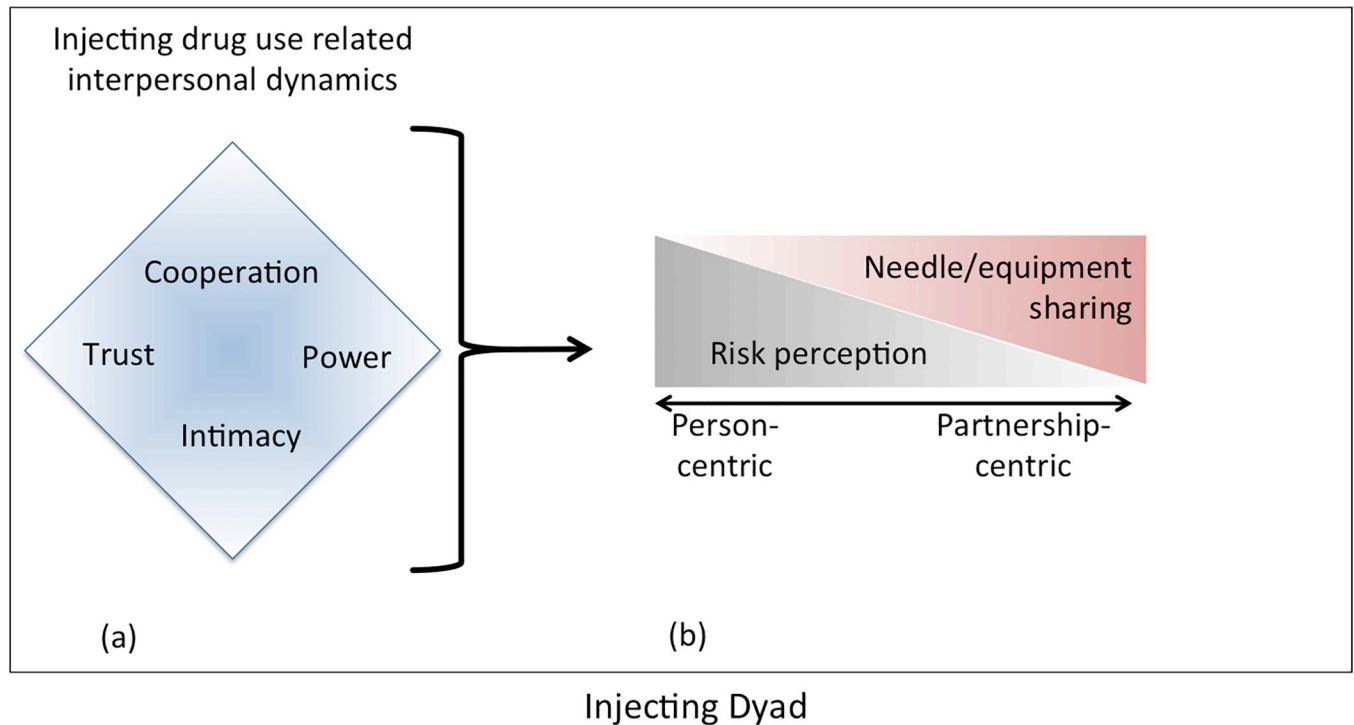 Injecting drug use related
interpersonal dynamics
Cooperation
Trust
Power
Intimacy
(a)
Needle/equipment
sharing
Risk perception
Person-
centric
Partnership-
centric
(b)
Injecting Dyad